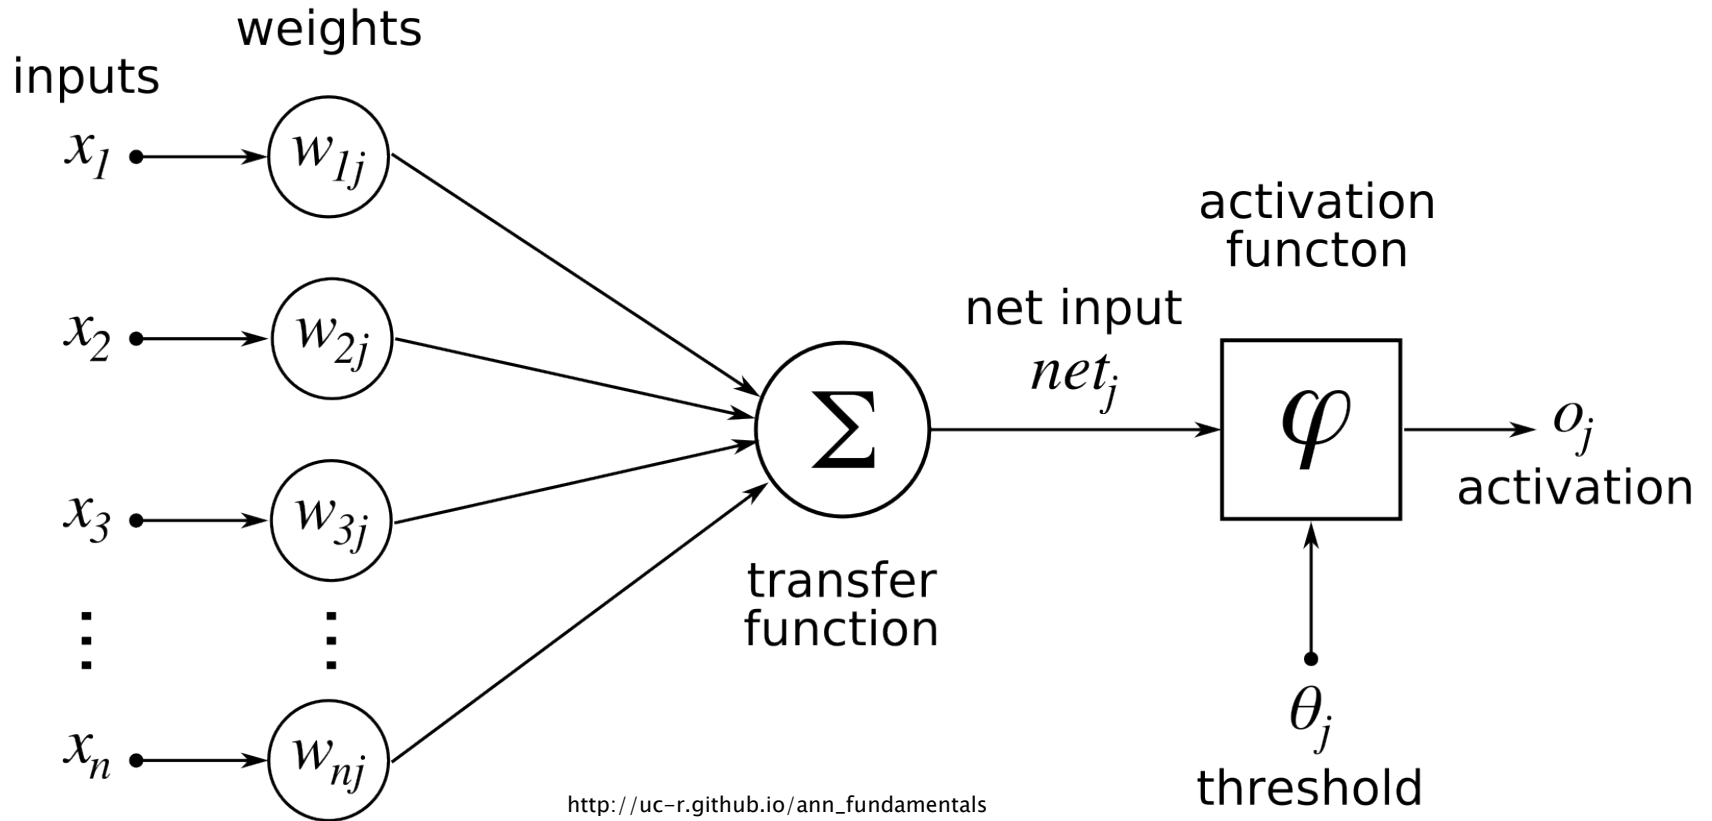 weights
inputs
x1
w1j
x2
w2j
x3
w3j
⋮
⋮
xn
wnj
Σ
transfer
function
net input
netj
activation
functon
φ
oj
activation
θj
threshold
http://uc-r.github.io/ann_fundamentals